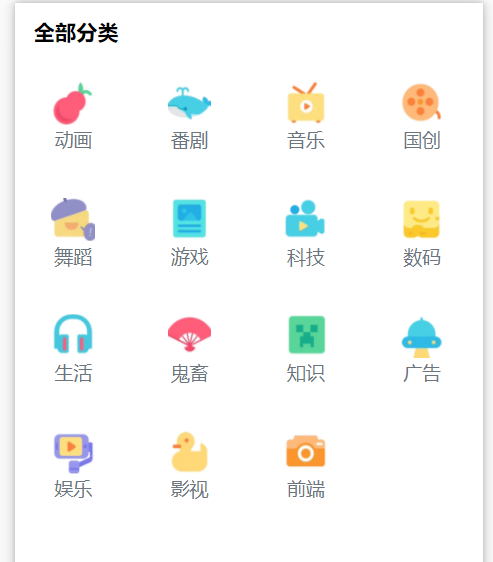 全部分类
动画 番剧 音乐 国创
舞蹈 游戏 科技 数码
生活 鬼畜 知识 广告
娱乐 影视 前端